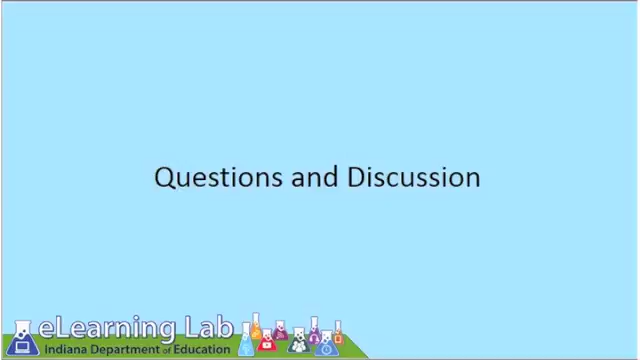 Questions and Discussion
eLearning Lab
Indiana Department of Education